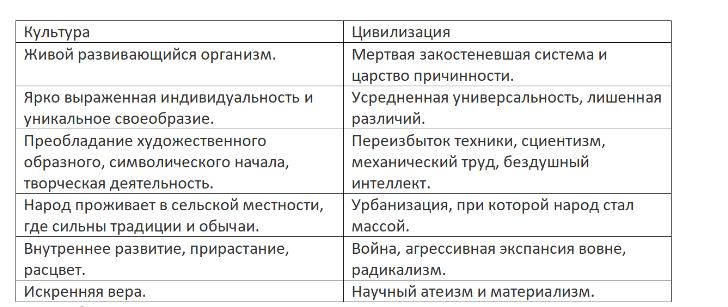 Культура
Цивилизация
Живой развивающийся организм.
Мертвая закостеневшая система и
царство причинности.
Ярко выраженная индивидуальность и
уникальное своеобразие.
Усредненная универсальность, лишенная
различий.
Преобладание художественного
образного, символического начала,
творческая деятельность.
Переизбыток техники, сциентизм,
механический труд, бездушный
интеллект.
Народ проживает в сельской местности,
где сильны традиции и обычаи.
Урбанизация, при которой народ стал
массой.
Внутреннее развитие, прирастание,
расцвет.
Война, агрессивная экспансия вовне,
радикализм.
Искренняя вера.
Научный атеизм и материализм.